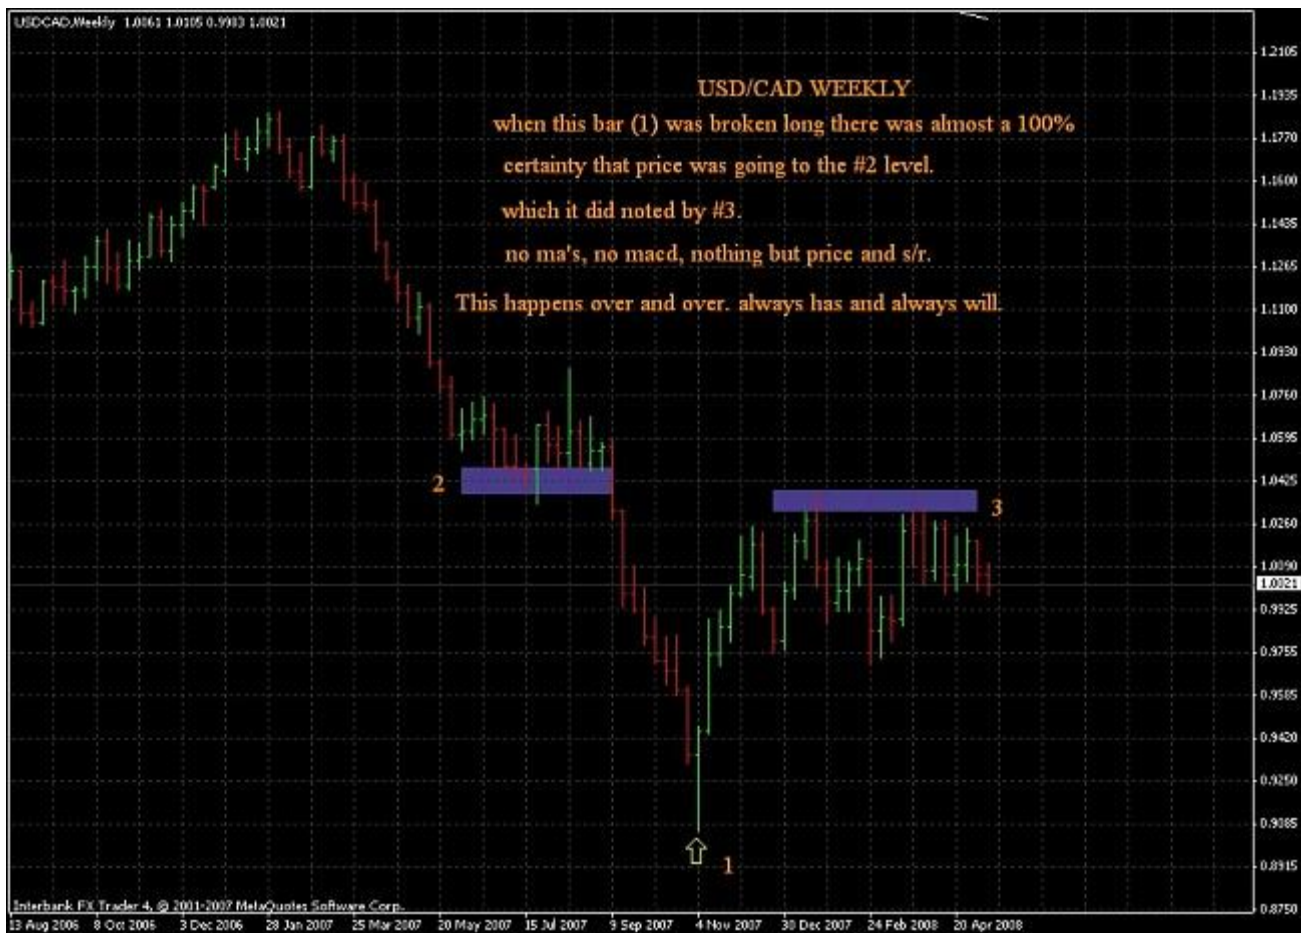 USDCAD,Weekly 1.0061 1.0105 0.9983 1.0021
USD/CAD WEEKLY
when this bar (1) was broken long there was almost a 100%
certainty that price was going to the #2 level.
which it did noted by #3.
no ma's, no macd, nothing but price and s/r.
This happens over and over. always has and always will.
2
3
1
1.2105
1.1935
1.1770
1.1600
1.1435
1.1265
1.1100
1.0930
1.0760
1.0595
1.0425
1.0260
1.0090
1.0021
0.9925
0.9755
0.9585
0.9420
0.9250
0.9085
0.8915
0.8750
Interbank FX Trader 4, © 2001-2007 MetaQuotes Software Corp.
13 Aug 2006 8 Oct 2006 3 Dec 2006 28 Jan 2007 25 Mar 2007 20 May 2007 15 Jul 2007 9 Sep 2007 4 Nov 2007 30 Dec 2007 24 Feb 2008 20 Apr 2008